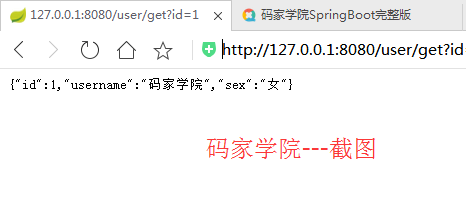 127.0.0.1:8080/user/get?id=1
码家学院SpringBoot完整版
http://127.0.0.1:8080/user/get?id
{"id":1,"username":"码家学院","sex":"女"}
码家学院---截图